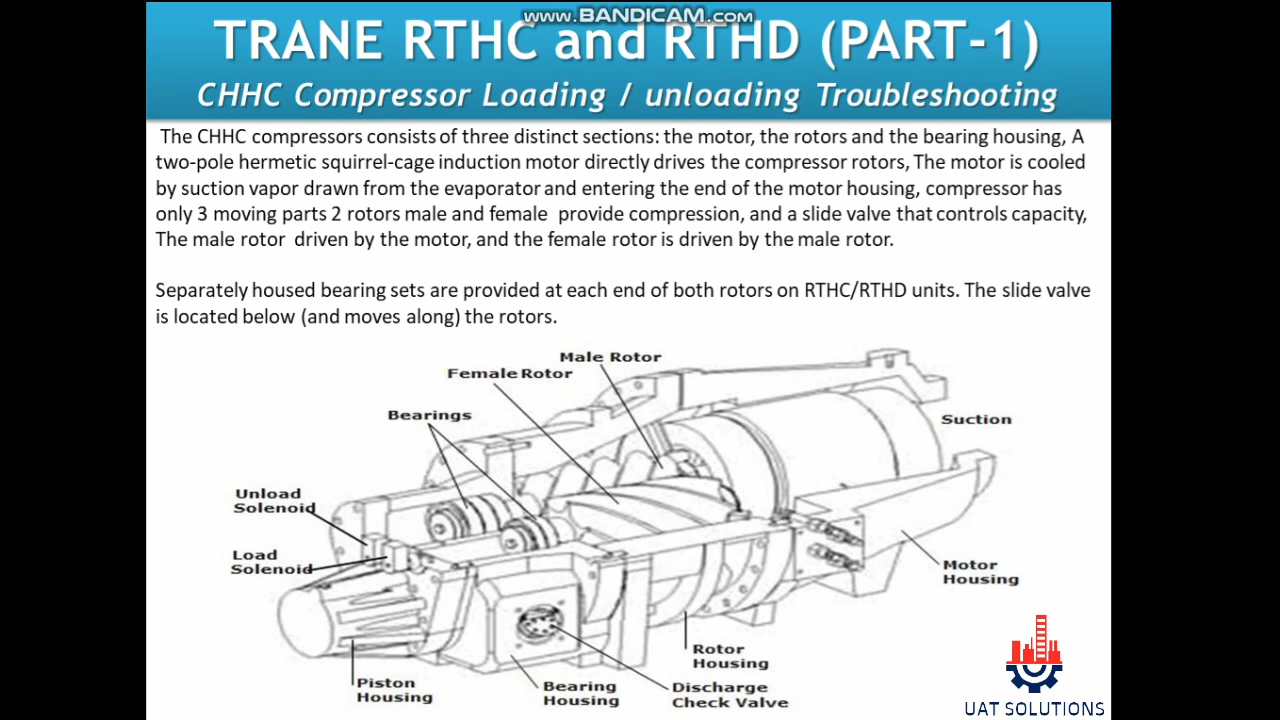 www.BANDICAM.com
TRANE RTHC and RTHD (PART-1)
CHHC Compressor Loading / unloading Troubleshooting
The CHHC compressors consists of three distinct sections: the motor, the rotors and the bearing housing, A
two-pole hermetic squirrel-cage induction motor directly drives the compressor rotors, The motor is cooled
by suction vapor drawn from the evaporator and entering the end of the motor housing, compressor has
only 3 moving parts 2 rotors male and female provide compression, and a slide valve that controls capacity,
The male rotor driven by the motor, and the female rotor is driven by the male rotor.
Separately housed bearing sets are provided at each end of both rotors on RTHC/RTHD units. The slide valve
is located below (and moves along) the rotors.
Male Rotor
Female Rotor
Bearings
Suction
Unload
Solenoid
Load
Solenoid
Motor
Housing
Rotor
Housing
Piston
Housing
Bearing
Housing
Discharge
Check Valve
UAT SOLUTIONS